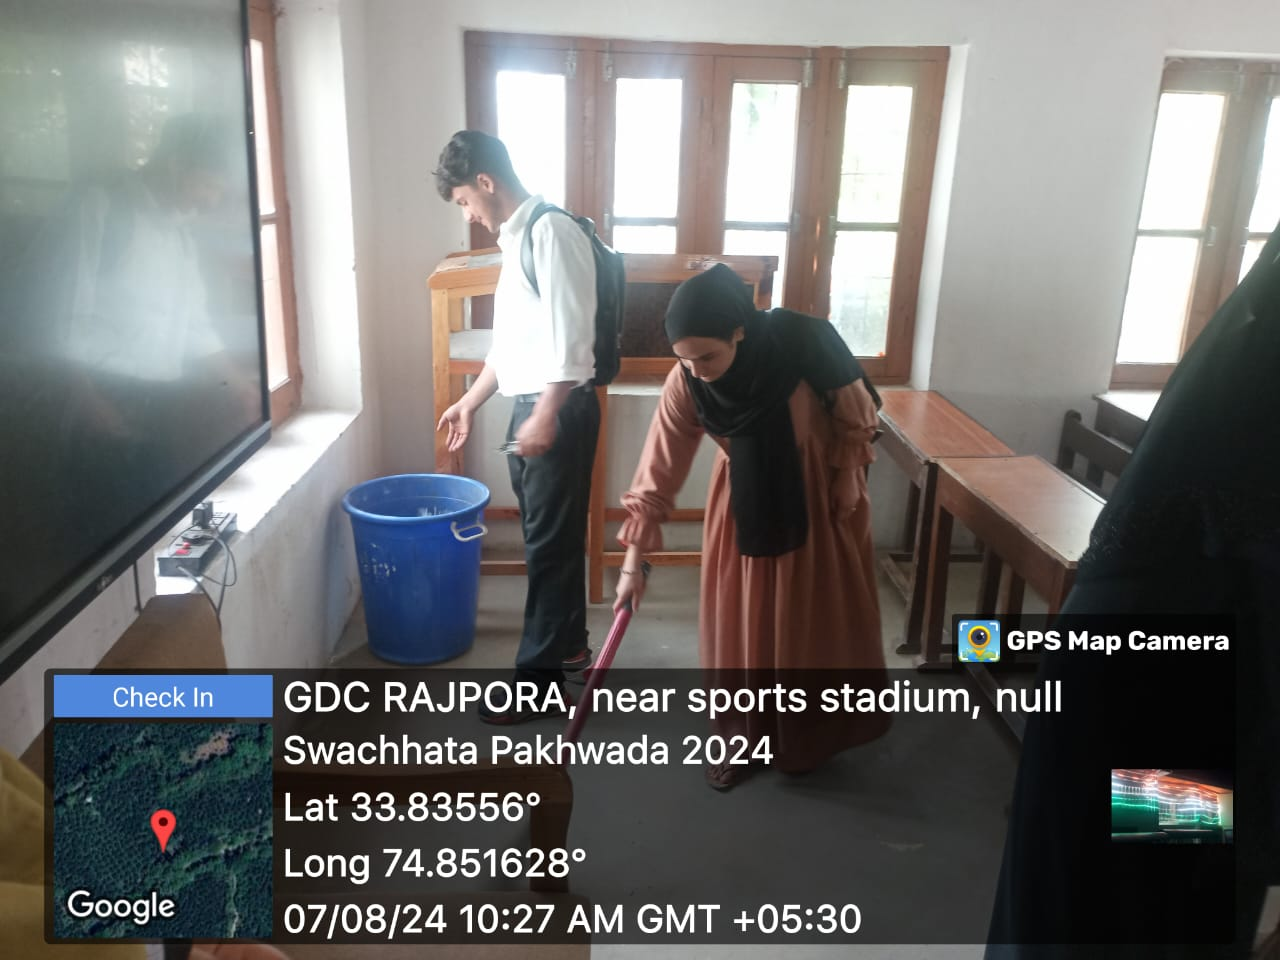 GPS Map Camera
Check In
GDC RAJPORA, near sports stadium, null
Swachhata Pakhwada 2024
Lat 33.83556°
Long 74.851628°
07/08/24 10:27 AM GMT +05:30
Google